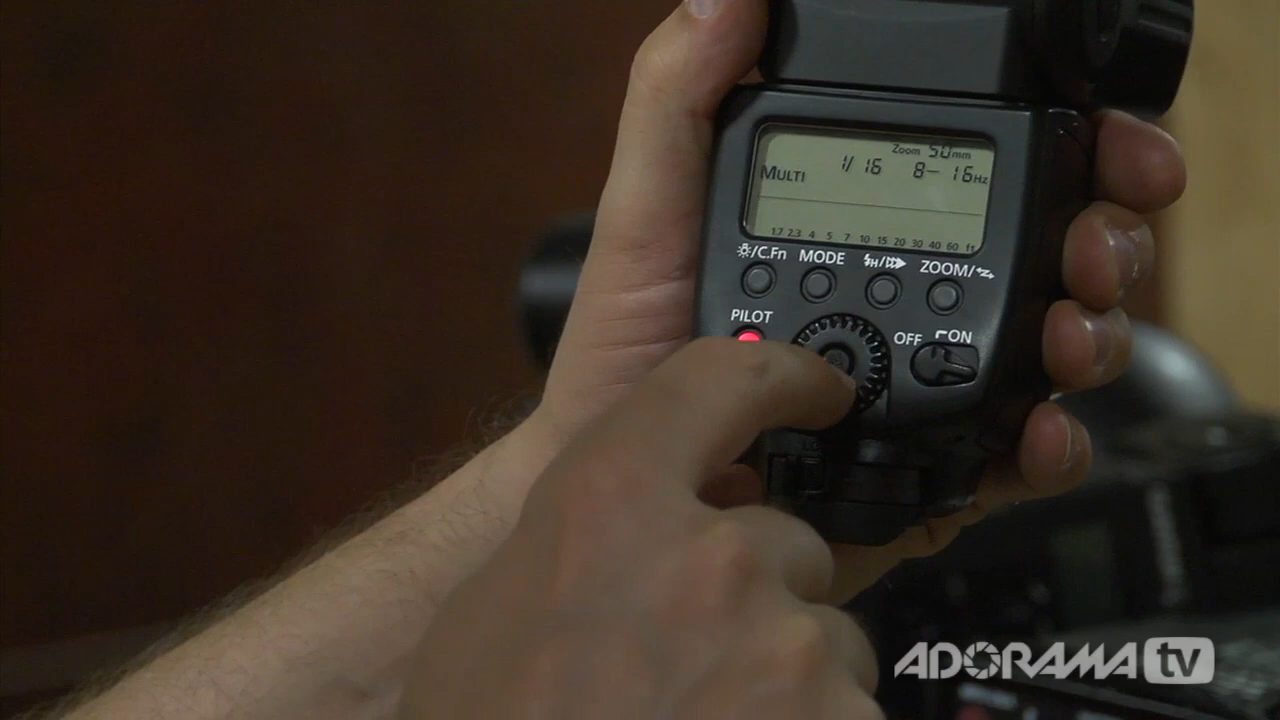 Zoom 50mm
MULTI 1/16 8– 16Hz
1.7 2.3 4 5 7 10 15 20 30 40 60 ft
/C.Fn MODE H/ ZOOM/
PILOT
OFF ON
ADORAMA tv